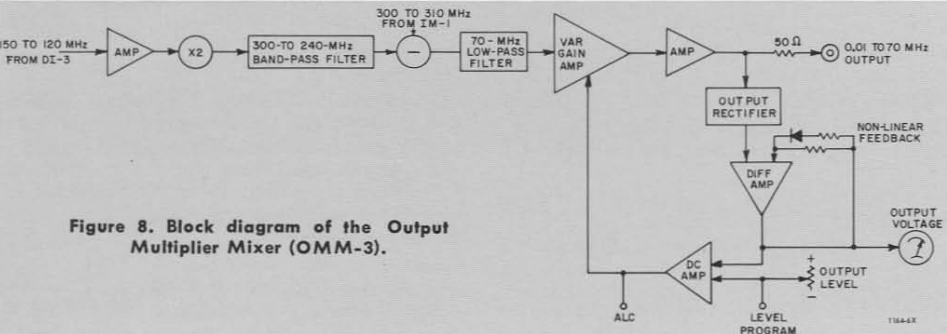 150 TO 120 MHz
FROM DI-3
AMP
X2
300-TO 240-MHz
BAND-PASS FILTER
300 TO 310 MHz
FROM IM-1
−
70-MHz
LOW-PASS
FILTER
VAR
GAIN
AMP
AMP
50 Ω
0.01 TO 70 MHz
OUTPUT
OUTPUT
RECTIFIER
NON-LINEAR
FEEDBACK
DIFF
AMP
OUTPUT
VOLTAGE
DC
AMP
+
OUTPUT
LEVEL
−
ALC
LEVEL
PROGRAM
1164-6X
Figure 8. Block diagram of the Output
Multiplier Mixer (OMM-3).